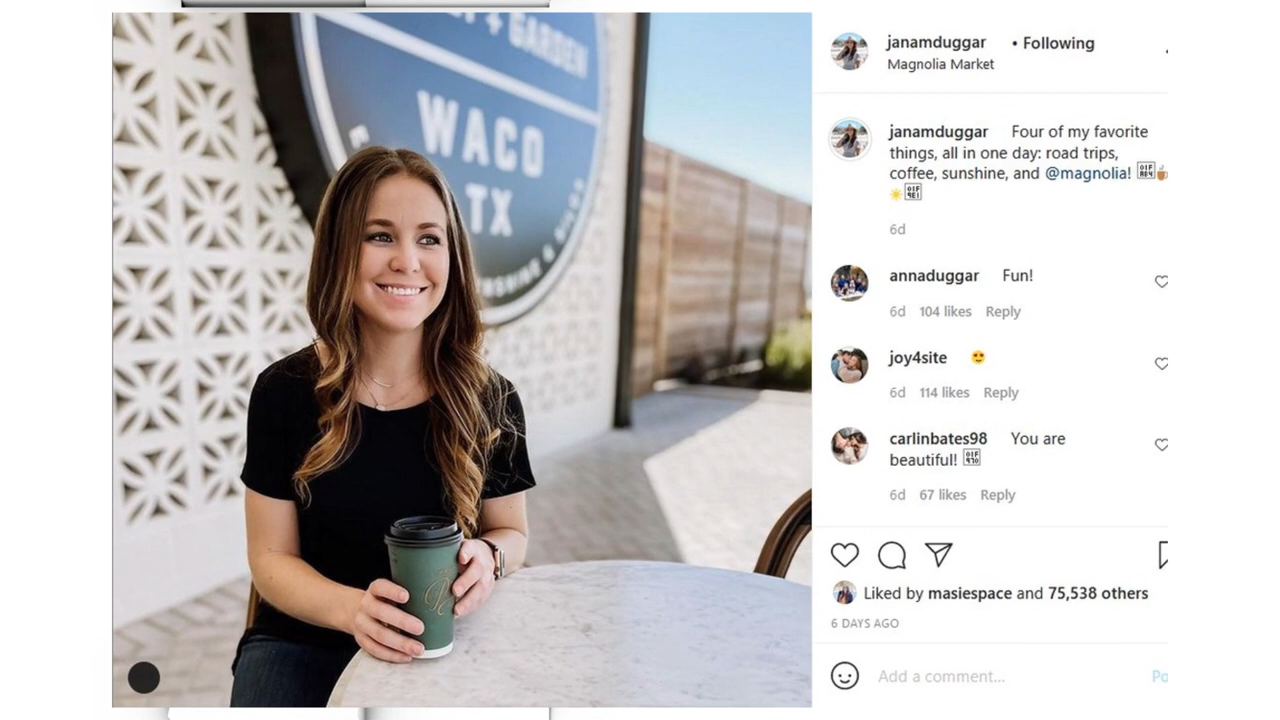 + GARDEN
WACO
TX
janamduggar • Following
Magnolia Market
janamduggar Four of my favorite
things, all in one day: road trips,
coffee, sunshine, and @magnolia!
6d
annaduggar Fun!
6d 104 likes Reply
joy4site 😍
6d 114 likes Reply
carlinbates98 You are
beautiful!
6d 67 likes Reply
Liked by masiespace and 75,538 others
6 DAYS AGO
Add a comment...
Po